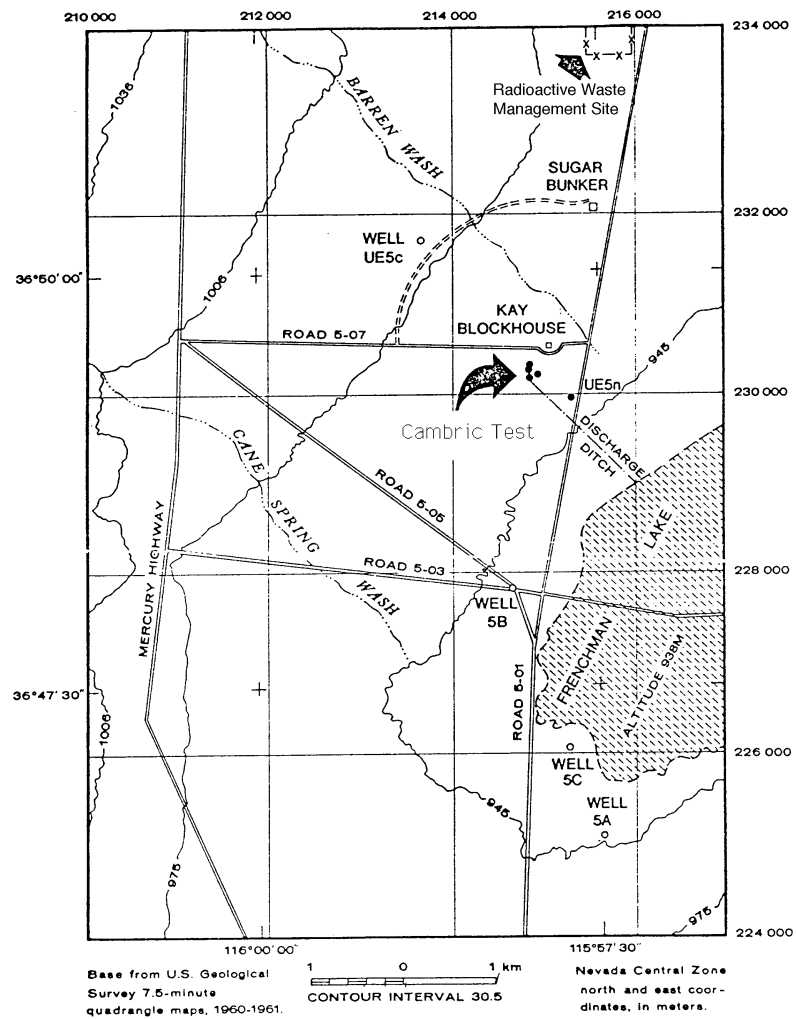 210 000
212 000
214 000
216 000
234 000
Radioactive Waste
Management Site
1036
BARREN WASH
SUGAR
BUNKER
232 000
WELL
UE5c
36°50' 00"
1006
KAY
BLOCKHOUSE
ROAD 5-07
945
UE5n
230 000
Cambric Test
DISCHARGE
DITCH
CANE
SPRING
WASH
ROAD 5-05
LAKE
MERCURY HIGHWAY
ROAD 5-03
228 000
WELL
5B
FRENCHMAN
ALTITUDE 938M
36°47' 30"
ROAD 5-01
1006
226 000
WELL
5C
945
WELL
5A
975
975
224 000
116°00' 00"
115°57' 30"
Base from U.S. Geological
Survey 7.5-minute
quadrangle maps, 1960-1961.
1 0 1 km
CONTOUR INTERVAL 30.5
Nevada Central Zone
north and east coor-
dinates, in meters.